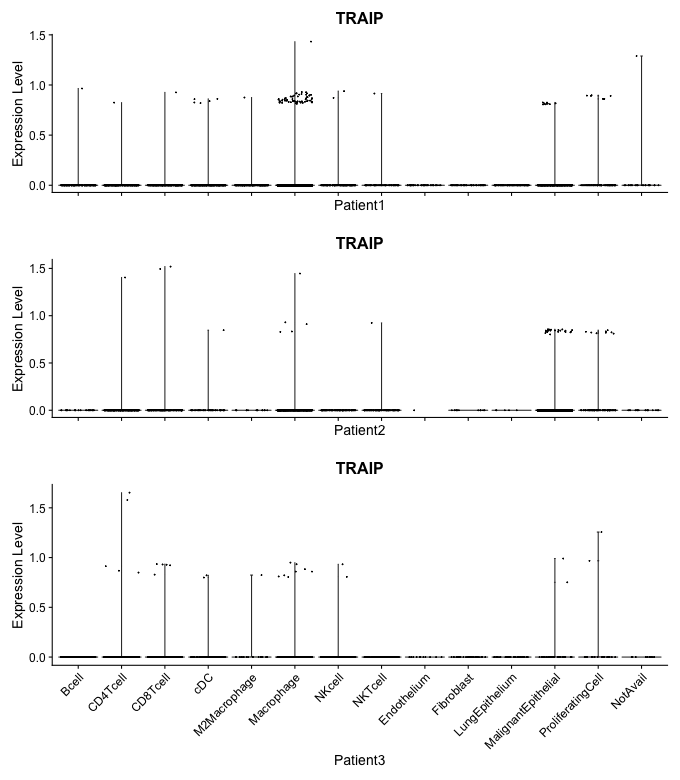 TRAIP
Expression Level
1.5
1.0
0.5
0.0
Patient1
TRAIP
Expression Level
1.5
1.0
0.5
0.0
Patient2
TRAIP
Expression Level
1.5
1.0
0.5
0.0
Bcell
CD4Tcell
CD8Tcell
cDC
M2Macrophage
Macrophage
NKcell
NKTcell
Endothelium
Fibroblast
LungEpithelium
MalignantEpithelial
ProliferatingCell
NotAvail
Patient3